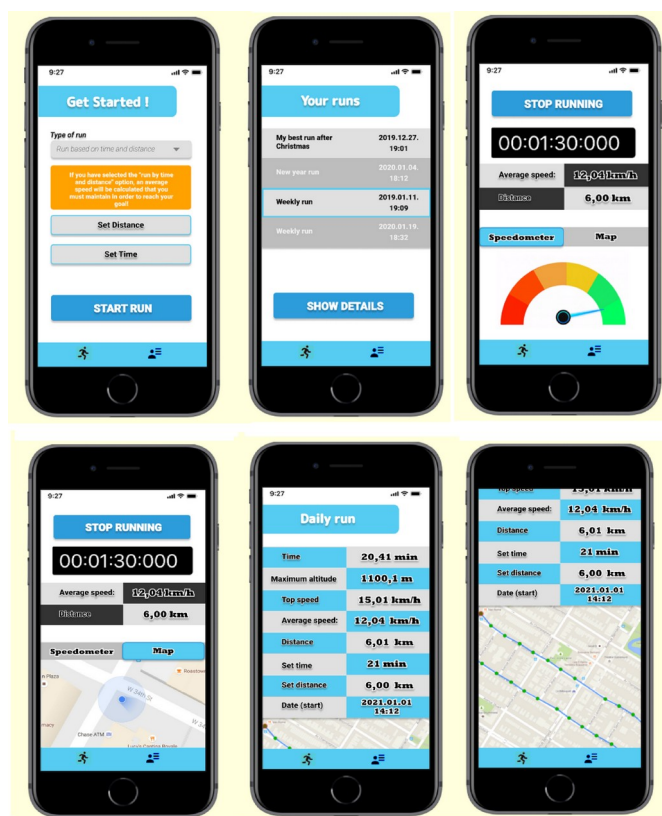 9:27
Get Started !
Type of run
Run based on time and distance
If you have selected the "run by time
and distance" option, an average
speed will be calculated that you
must maintain in order to reach your
goal!
Set Distance
Set Time
START RUN
9:27
Your runs
My best run after
Christmas
2019.12.27.
19:01
New year run
2020.01.04.
18:12
Weekly run
2019.01.11.
19:09
Weekly run
2020.01.19.
18:22
SHOW DETAILS
9:27
STOP RUNNING
00:01:30:000
Average speed: 12,04 km/h
Distance 6,00 km
Speedometer Map
9:27
STOP RUNNING
00:01:30:000
Average speed: 12,04 km/h
Distance 6,00 km
Speedometer Map
n Plaza
W 34th St
W 34
macy
Chase ATM
9:27
Daily run
Time 20,41 min
Maximum altitude 1100,1 m
Top speed 15,01 km/h
Average speed: 12,04 km/h
Distance 6,01 km
Set time 21 min
Set distance 6,00 km
Date (start) 2021.01.01
14:12
Top speed 15,01 km/h
Average speed: 12,04 km/h
Distance 6,01 km
Set time 21 min
Set distance 6,00 km
Date (start) 2021.01.01
14:12